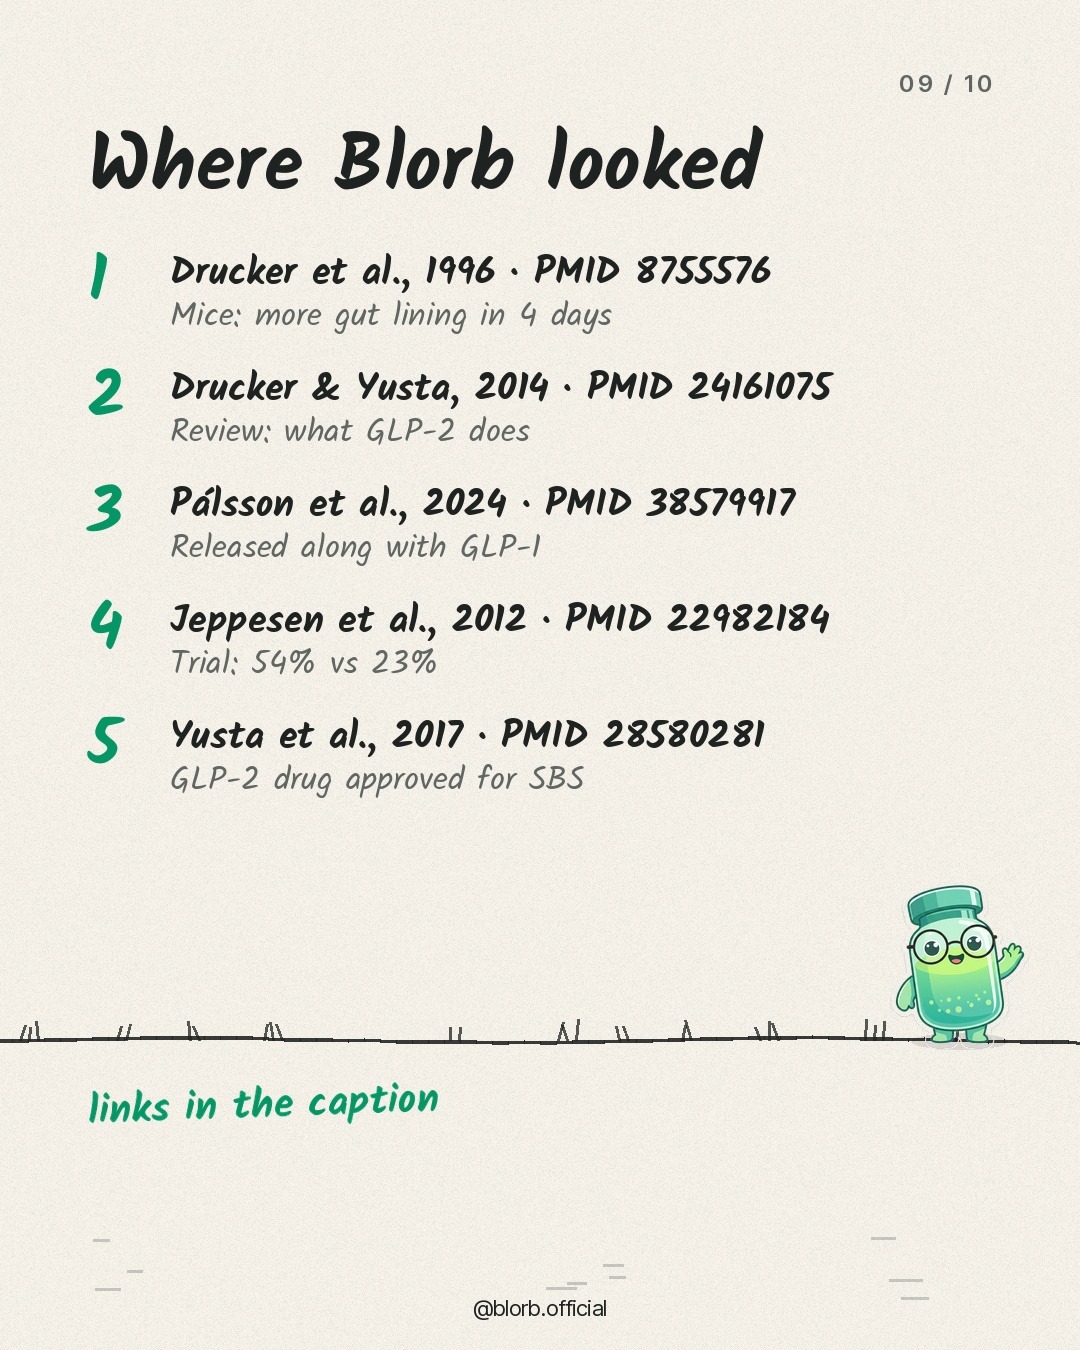 09 / 10
Where Blorb looked
1
Drucker et al., 1996 · PMID 8755576
Mice: more gut lining in 4 days
2
Drucker & Yusta, 2014 · PMID 24161075
Review: what GLP-2 does
3
Pálsson et al., 2024 · PMID 38579917
Released along with GLP-1
4
Jeppesen et al., 2012 · PMID 22982184
Trial: 54% vs 23%
5
Yusta et al., 2017 · PMID 28580281
GLP-2 drug approved for SBS
links in the caption
@blorb.official